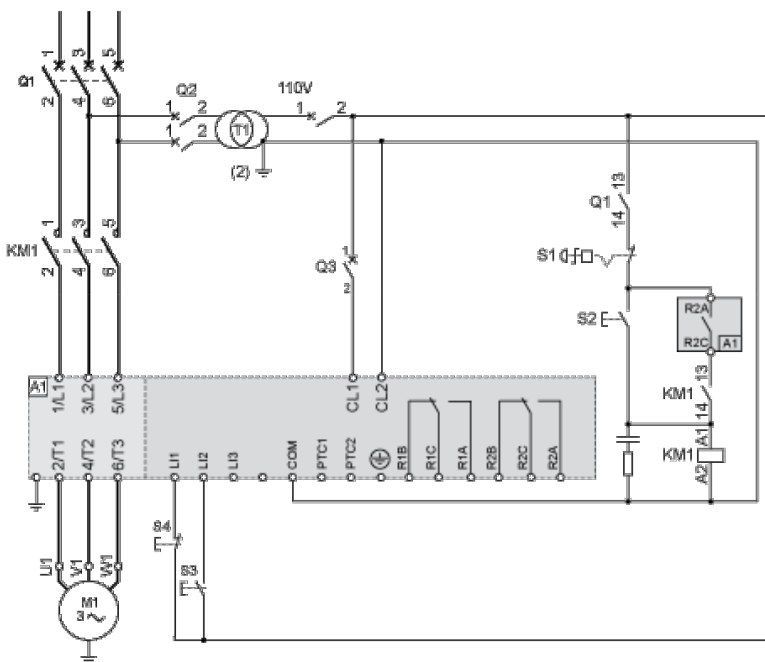 1 3 5
Q1
2 4 6
Q2
1 2
1 2
T1
(2)
110V
1 2
13
Q1
14
KM1
1 3 5
2 4 6
Q3
1
2
S1
S2
R2A
R2C
A1
13
KM1
14
A1
KM1
A2
A1
1/L1
3/L2
5/L3
CL1
CL2
2/T1
4/T2
6/T3
LI1
LI2
LI3
COM
PTC1
PTC2
R1B
R1C
R1A
R2B
R2C
R2A
S4
S3
V1
W1
M1
3